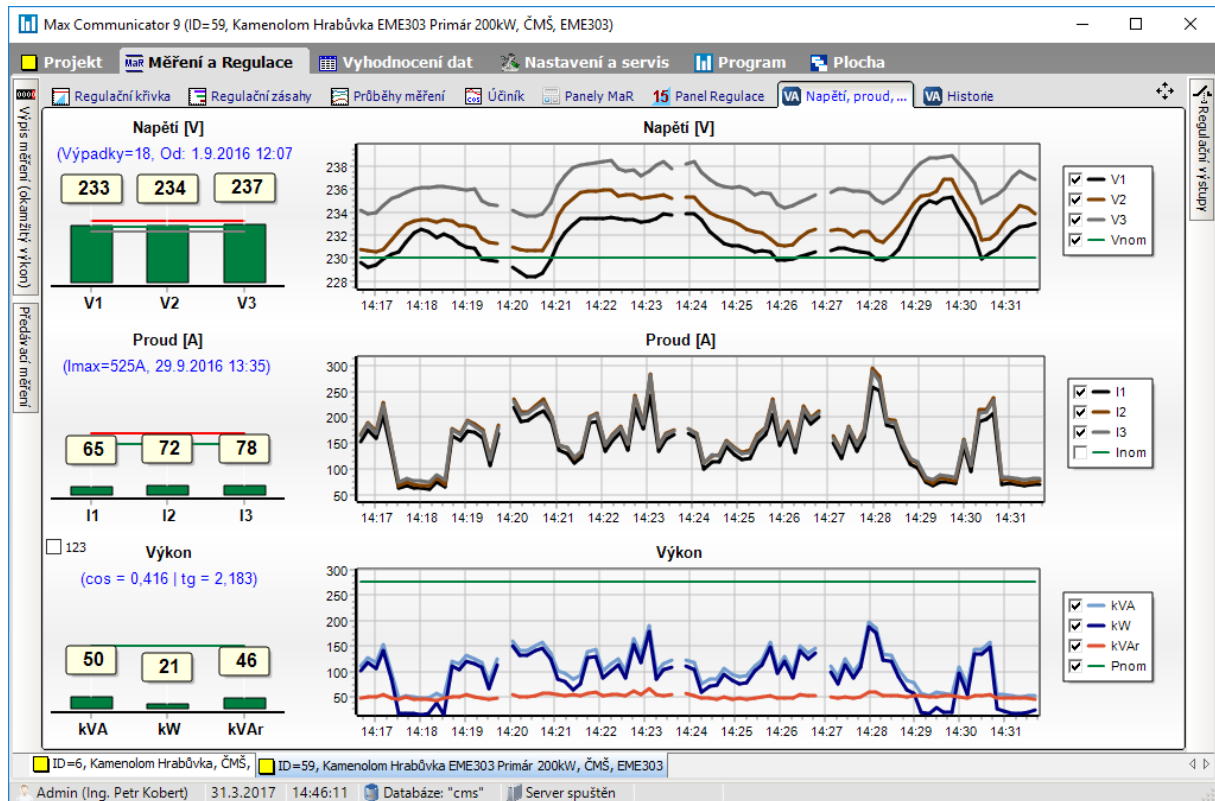 Max Communicator 9 (ID=59, Kamenolom Hrabůvka EME303 Primár 200kW, ČMŠ, EME303)
Projekt MaR Měření a Regulace Vyhodnocení dat Nastavení a servis Program Plocha
Regulační křivka Regulační zásahy Průběhy měření cos Účiník Panely MaR 15 Panel Regulace VA Napětí, proud, ... VA Historie
0000 Výpis měření (okamžitý výkon)
Předávací měření
Regulační výstupy
Napětí [V]
(Výpadky=18, Od: 1.9.2016 12:07
233 234 237
V1 V2 V3
Napětí [V]
238
236
234
232
230
228
14:17 14:18 14:19 14:20 14:21 14:22 14:23 14:24 14:25 14:26 14:27 14:28 14:29 14:30 14:31
V1
V2
V3
Vnom
Proud [A]
(Imax=525A, 29.9.2016 13:35)
65 72 78
I1 I2 I3
Proud [A]
300
250
200
150
100
50
14:17 14:18 14:19 14:20 14:21 14:22 14:23 14:24 14:25 14:26 14:27 14:28 14:29 14:30 14:31
I1
I2
I3
Inom
123
Výkon
(cos = 0,416 | tg = 2,183)
50 21 46
kVA kW kVAr
Výkon
300
250
200
150
100
50
14:17 14:18 14:19 14:20 14:21 14:22 14:23 14:24 14:25 14:26 14:27 14:28 14:29 14:30 14:31
kVA
kW
kVAr
Pnom
ID=6, Kamenolom Hrabůvka, ČMŠ, ID=59, Kamenolom Hrabůvka EME303 Primár 200kW, ČMŠ, EME303
Admin (Ing. Petr Kobert) 31.3.2017 14:46:11 Databáze: "cms" Server spuštěn